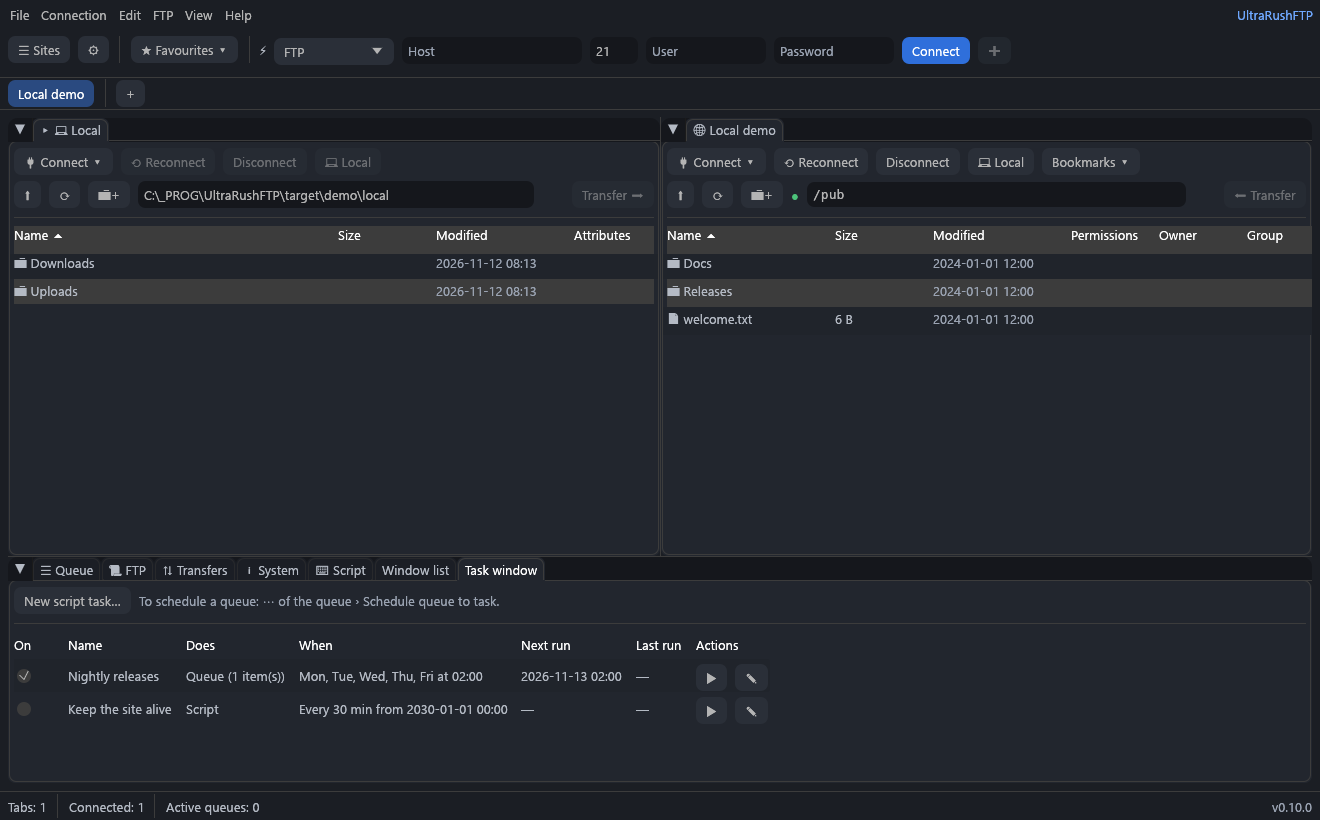 File Connection Edit FTP View Help UltraRushFTP
☰ Sites ⚙ ★ Favourites ▾ ⚡ FTP ▼ Host 21 User Password Connect +
Local demo +
▼ ▸ Local
Connect ▾ Reconnect Disconnect Local
C:\_PROG\UltraRushFTP\target\demo\local Transfer →
Name Size Modified Attributes
Downloads 2026-11-12 08:13
Uploads 2026-11-12 08:13
▼ Local demo
Connect ▾ Reconnect Disconnect Local Bookmarks ▾
/pub ← Transfer
Name Size Modified Permissions Owner Group
Docs 2024-01-01 12:00
Releases 2024-01-01 12:00
welcome.txt 6 B 2024-01-01 12:00
▼ ☰ Queue FTP Transfers System Script Window list Task window
New script task... To schedule a queue: ⋯ of the queue › Schedule queue to task.
On Name Does When Next run Last run Actions
Nightly releases Queue (1 item(s)) Mon, Tue, Wed, Thu, Fri at 02:00 2026-11-13 02:00 —
Keep the site alive Script Every 30 min from 2030-01-01 00:00 — —
Tabs: 1 Connected: 1 Active queues: 0 v0.10.0